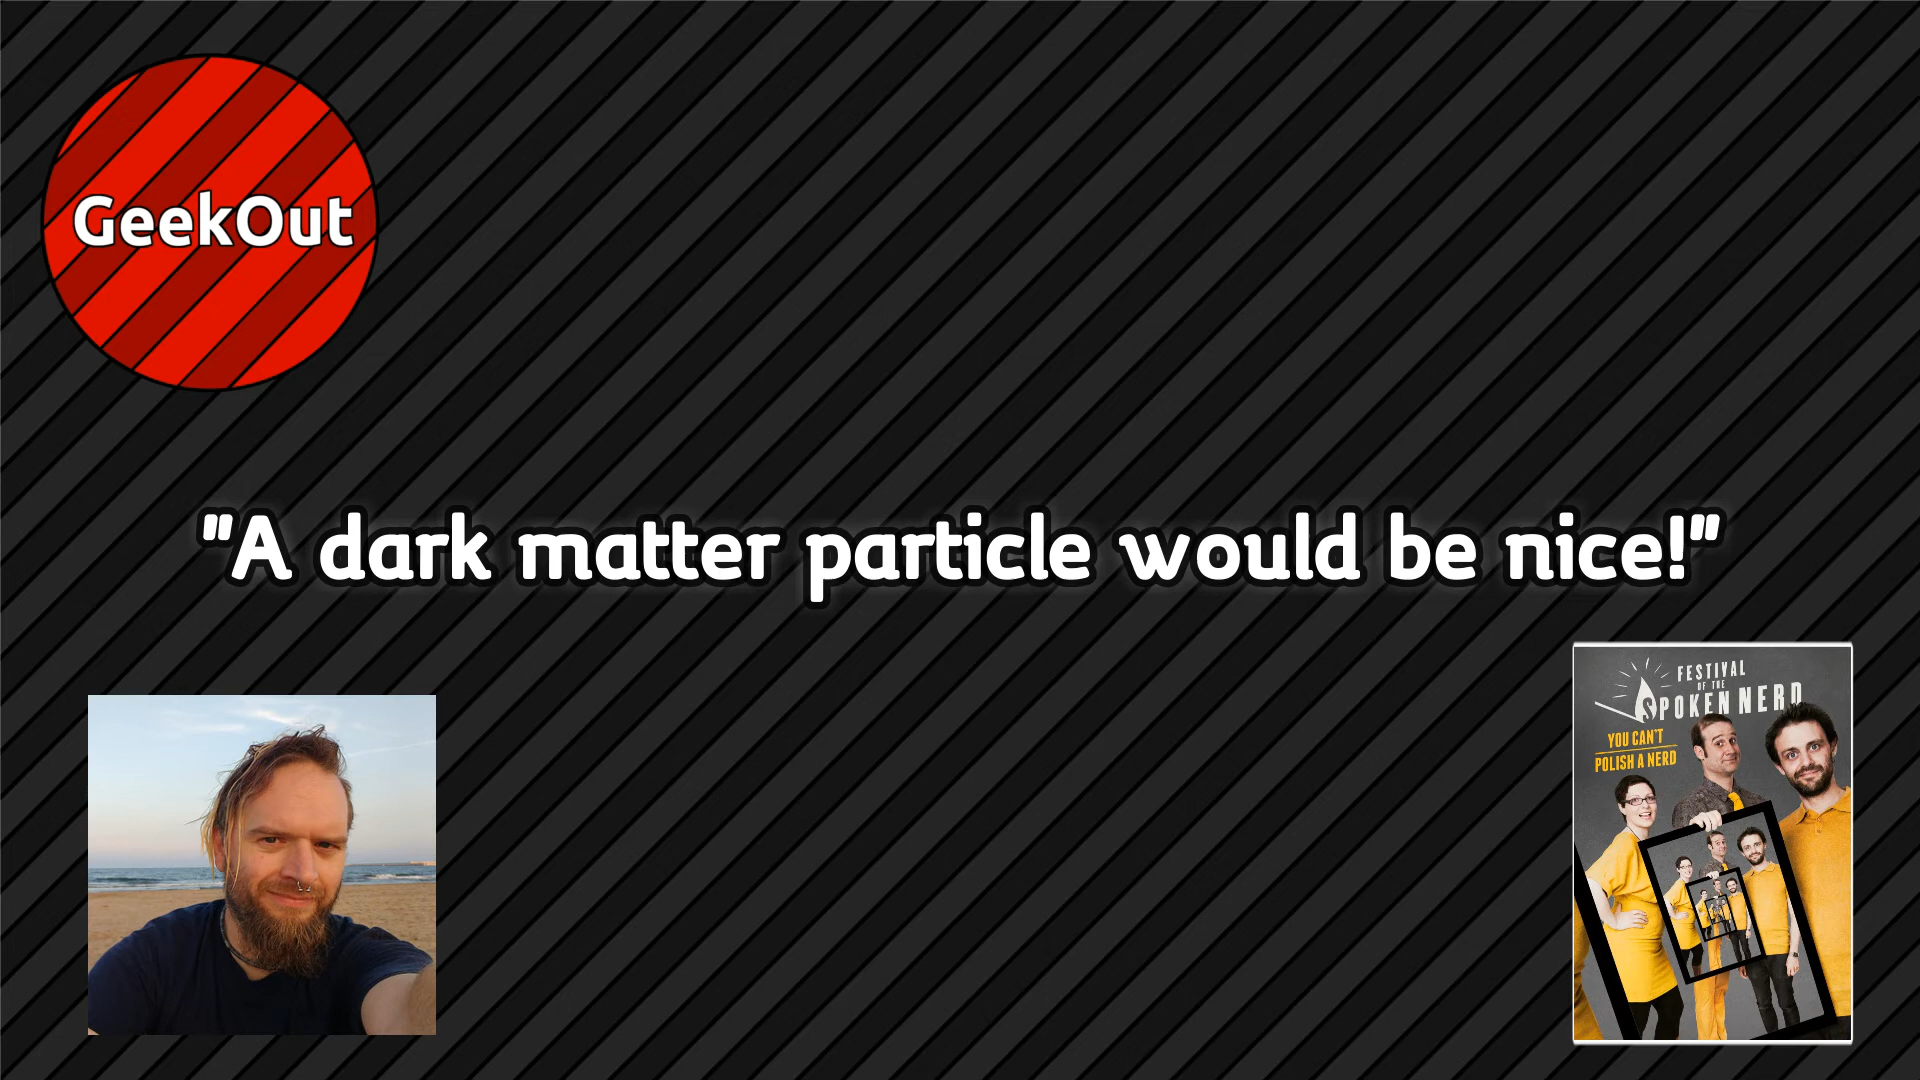 GeekOut
"A dark matter particle would be nice!"
FESTIVAL
OF THE
SPOKEN NERD
YOU CAN'T
POLISH A NERD